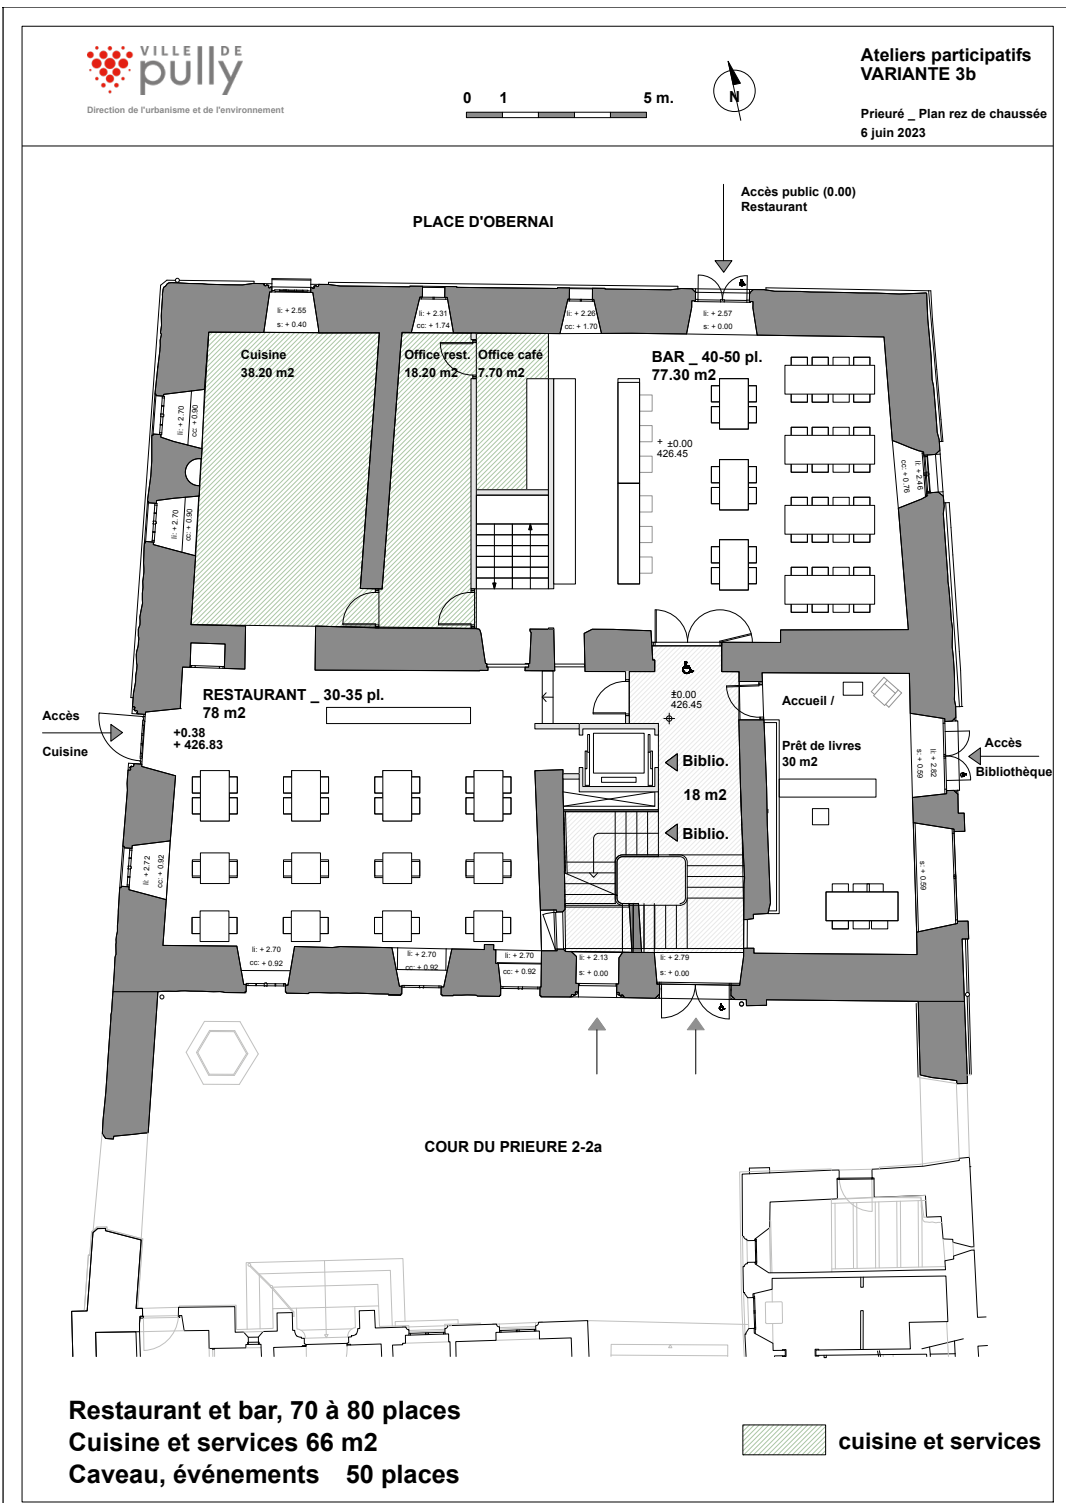 VILLE DE
pully
Direction de l'urbanisme et de l'environnement
0 1 5 m.
N
Ateliers participatifs
VARIANTE 3b
Prieuré _ Plan rez de chaussée
6 juin 2023
Accès public (0.00)
Restaurant
PLACE D'OBERNAI
li: + 2.55
s: + 0.40
li: + 2.31
cc: + 1.74
li: + 2.26
cc: + 1.70
li: + 2.57
s: + 0.00
Cuisine
38.20 m2
Office rest.
18.20 m2
Office café
7.70 m2
BAR _ 40-50 pl.
77.30 m2
+ ±0.00
426.45
li: + 2.70
cc: + 0.90
li: + 2.70
cc: + 0.90
li: + 2.46
cc: + 0.76
RESTAURANT _ 30-35 pl.
78 m2
+0.38
+ 426.83
Accès
Cuisine
±0.00
426.45
Accueil /
Prêt de livres
30 m2
Biblio.
18 m2
Biblio.
li: + 2.82
s: + 0.59
Accès
Bibliothèque
s: + 0.59
li: + 2.72
cc: + 0.92
li: + 2.70
cc: + 0.92
li: + 2.70
cc: + 0.92
li: + 2.70
cc: + 0.92
li: + 2.13
s: + 0.00
li: + 2.79
s: + 0.00
COUR DU PRIEURE 2-2a
Restaurant et bar, 70 à 80 places
Cuisine et services 66 m2
Caveau, événements 50 places
cuisine et services